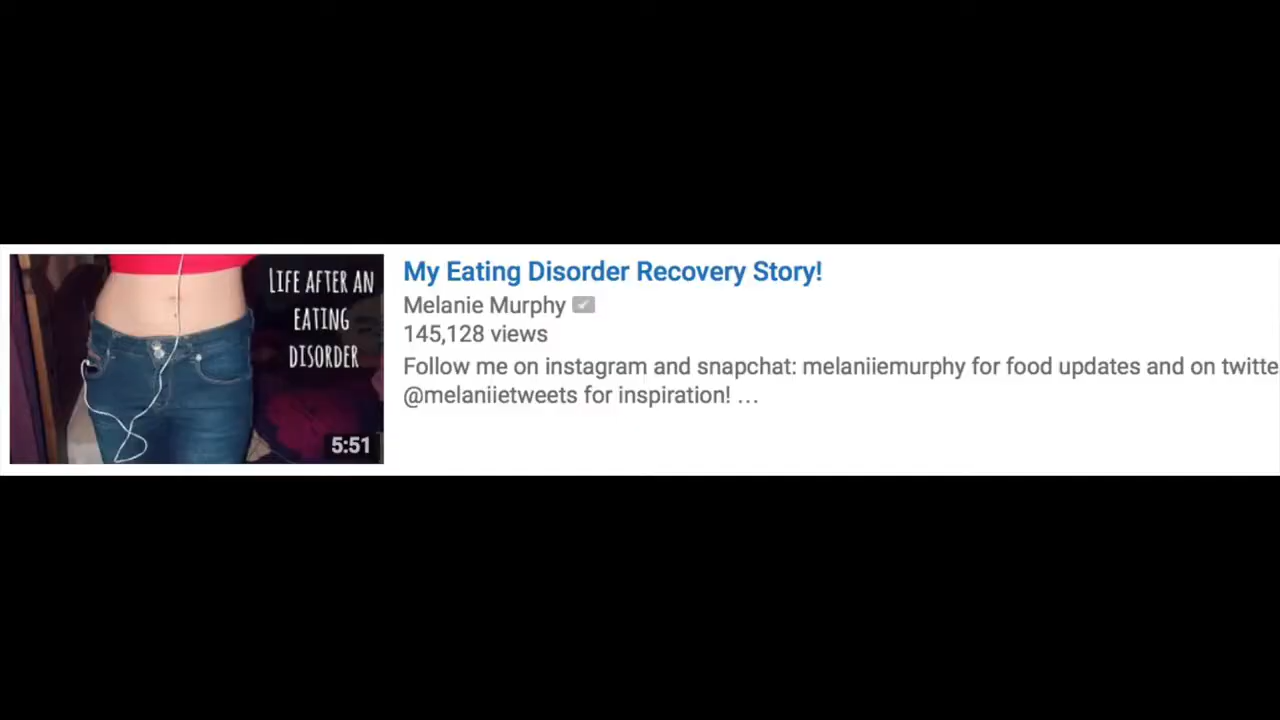 LIFE AFTER AN
EATING
DISORDER
5:51
My Eating Disorder Recovery Story!
Melanie Murphy
145,128 views
Follow me on instagram and snapchat: melaniiemurphy for food updates and on twitte
@melaniietweets for inspiration! ...